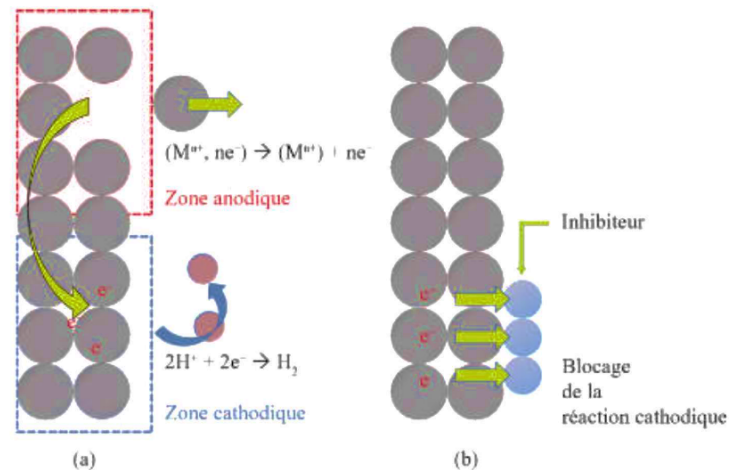 (Mⁿ⁺, ne⁻) → (Mⁿ⁺) + ne⁻
Zone anodique
e⁻
e
e
2H⁺ + 2e⁻ → H₂
Zone cathodique
(a)
Inhibiteur
e⁻
e⁻
e
Blocage
de la
réaction cathodique
(b)